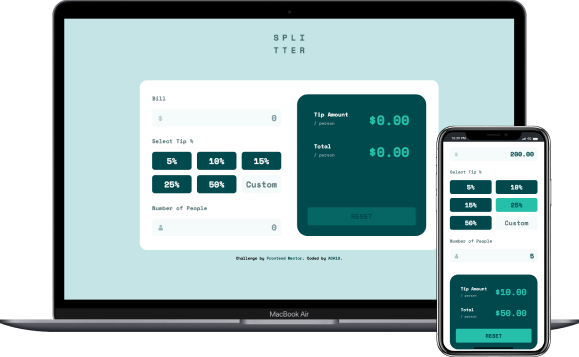 SPLI
TTER
Bill
$ 0
Select Tip %
5% 10% 15%
25% 50% Custom
Number of People
0
Tip Amount
/ person
$0.00
Total
/ person
$0.00
RESET
Challenge by Frontend Mentor. Coded by
MacBook Air
$ 200.00
Select Tip %
5% 10%
15% 25%
50% Custom
Number of People
5
Tip Amount
/ person
$10.00
Total
/ person
$50.00
RESET